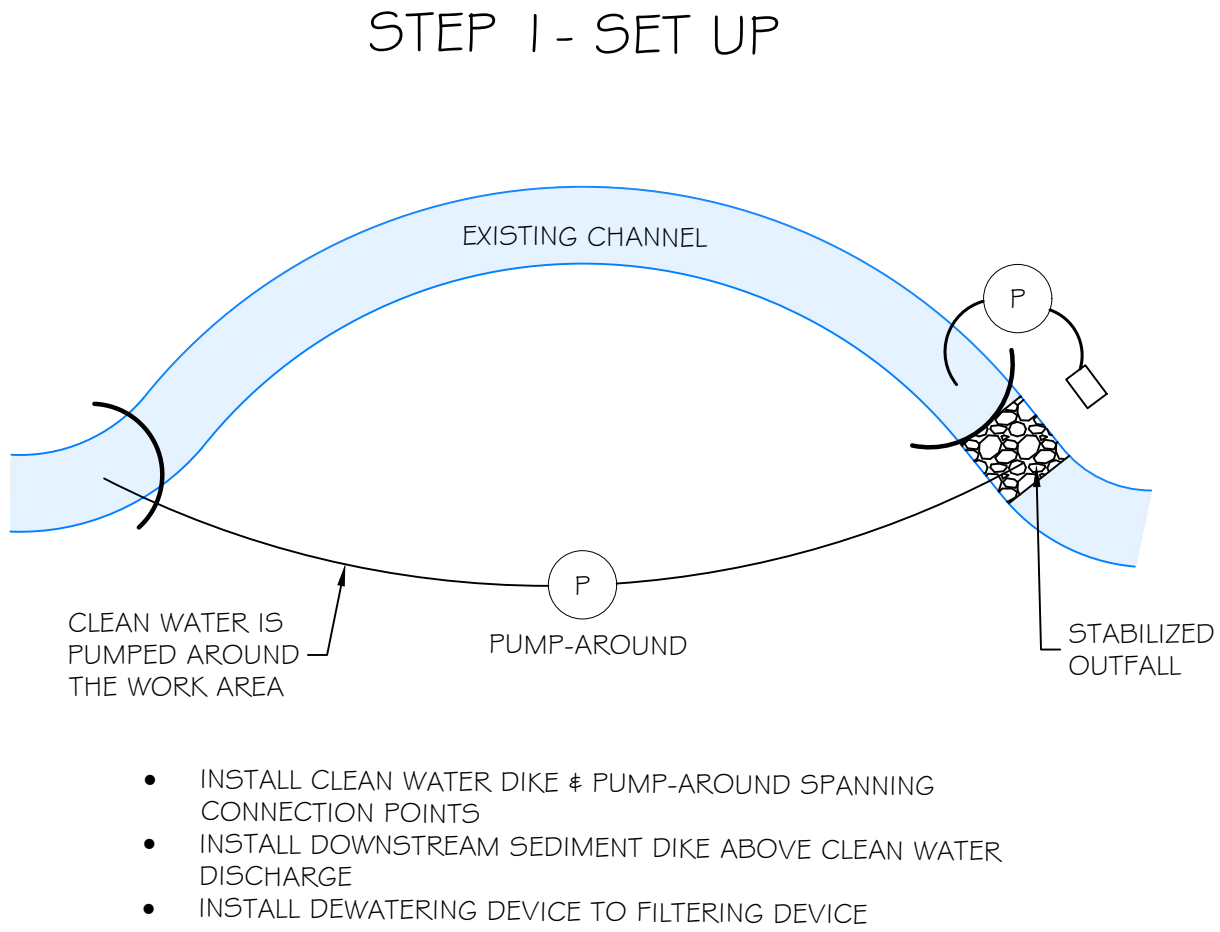 STEP 1 - SET UP
EXISTING CHANNEL
P
P
PUMP-AROUND
CLEAN WATER IS
PUMPED AROUND
THE WORK AREA
STABILIZED
OUTFALL
• INSTALL CLEAN WATER DIKE & PUMP-AROUND SPANNING
CONNECTION POINTS
• INSTALL DOWNSTREAM SEDIMENT DIKE ABOVE CLEAN WATER
DISCHARGE
• INSTALL DEWATERING DEVICE TO FILTERING DEVICE